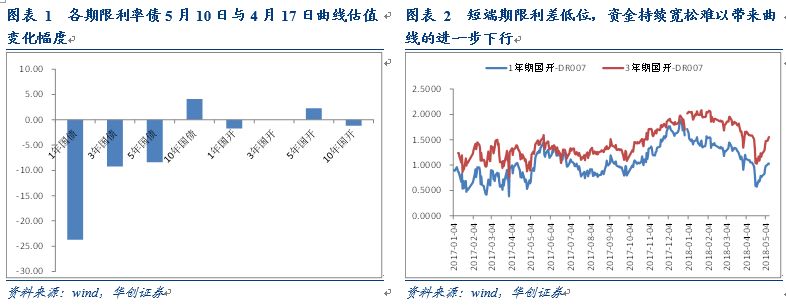 图表 1 各期限利率债 5 月 10 日与 4 月 17 日曲线估值
变化幅度
10.00
5.00
0.00
-5.00
-10.00
-15.00
-20.00
-25.00
-30.00
1年国债
3年国债
5年国债
10年国债
1年国开
3年国开
5年国开
10年国开
资料来源：wind，华创证券
图表 2 短端期限利差低位，资金持续宽松难以带来曲
线的进一步下行
1年期国开-DR007
3年期国开-DR007
2.5000
2.0000
1.5000
1.0000
0.5000
0.0000
2017-01-04
2017-02-04
2017-03-04
2017-04-04
2017-05-04
2017-06-04
2017-07-04
2017-08-04
2017-09-04
2017-10-04
2017-11-04
2017-12-04
2018-01-04
2018-02-04
2018-03-04
2018-04-04
2018-05-04
资料来源：wind，华创证券